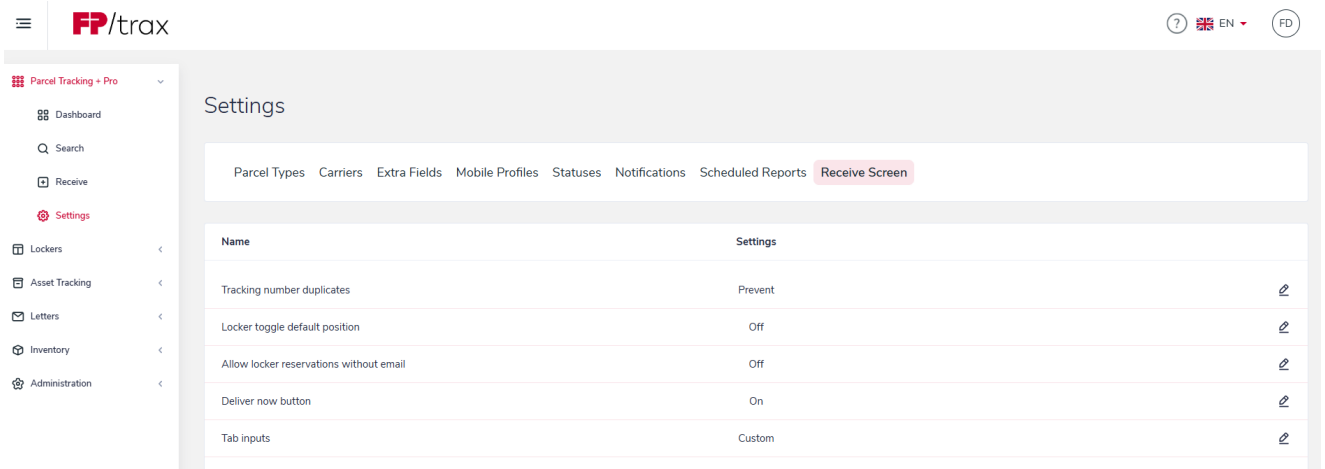 FP/trax
? EN FD
Parcel Tracking + Pro
Dashboard
Search
Receive
Settings
Lockers
Asset Tracking
Letters
Inventory
Administration
Settings
Parcel Types Carriers Extra Fields Mobile Profiles Statuses Notifications Scheduled Reports Receive Screen
Name Settings
Tracking number duplicates Prevent
Locker toggle default position Off
Allow locker reservations without email Off
Deliver now button On
Tab inputs Custom